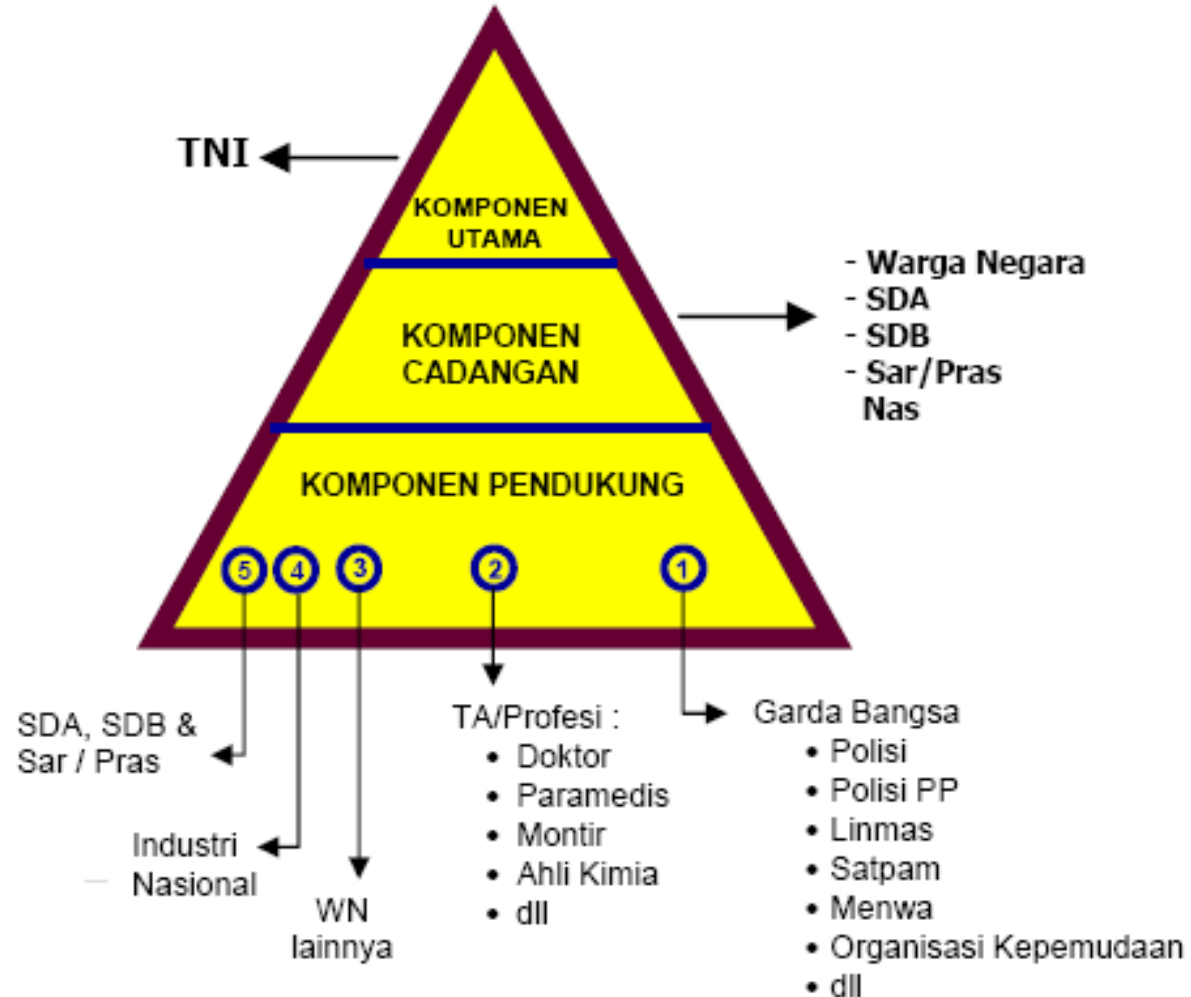 TNI
KOMPONEN
UTAMA
- Warga Negara
- SDA
- SDB
- Sar/Pras
Nas
KOMPONEN
CADANGAN
KOMPONEN PENDUKUNG
5 4 3 2 1
SDA, SDB &
Sar / Pras
Industri
Nasional
WN
lainnya
TA/Profesi :
• Doktor
• Paramedis
• Montir
• Ahli Kimia
• dll
Garda Bangsa
• Polisi
• Polisi PP
• Linmas
• Satpam
• Menwa
• Organisasi Kepemudaan
• dll